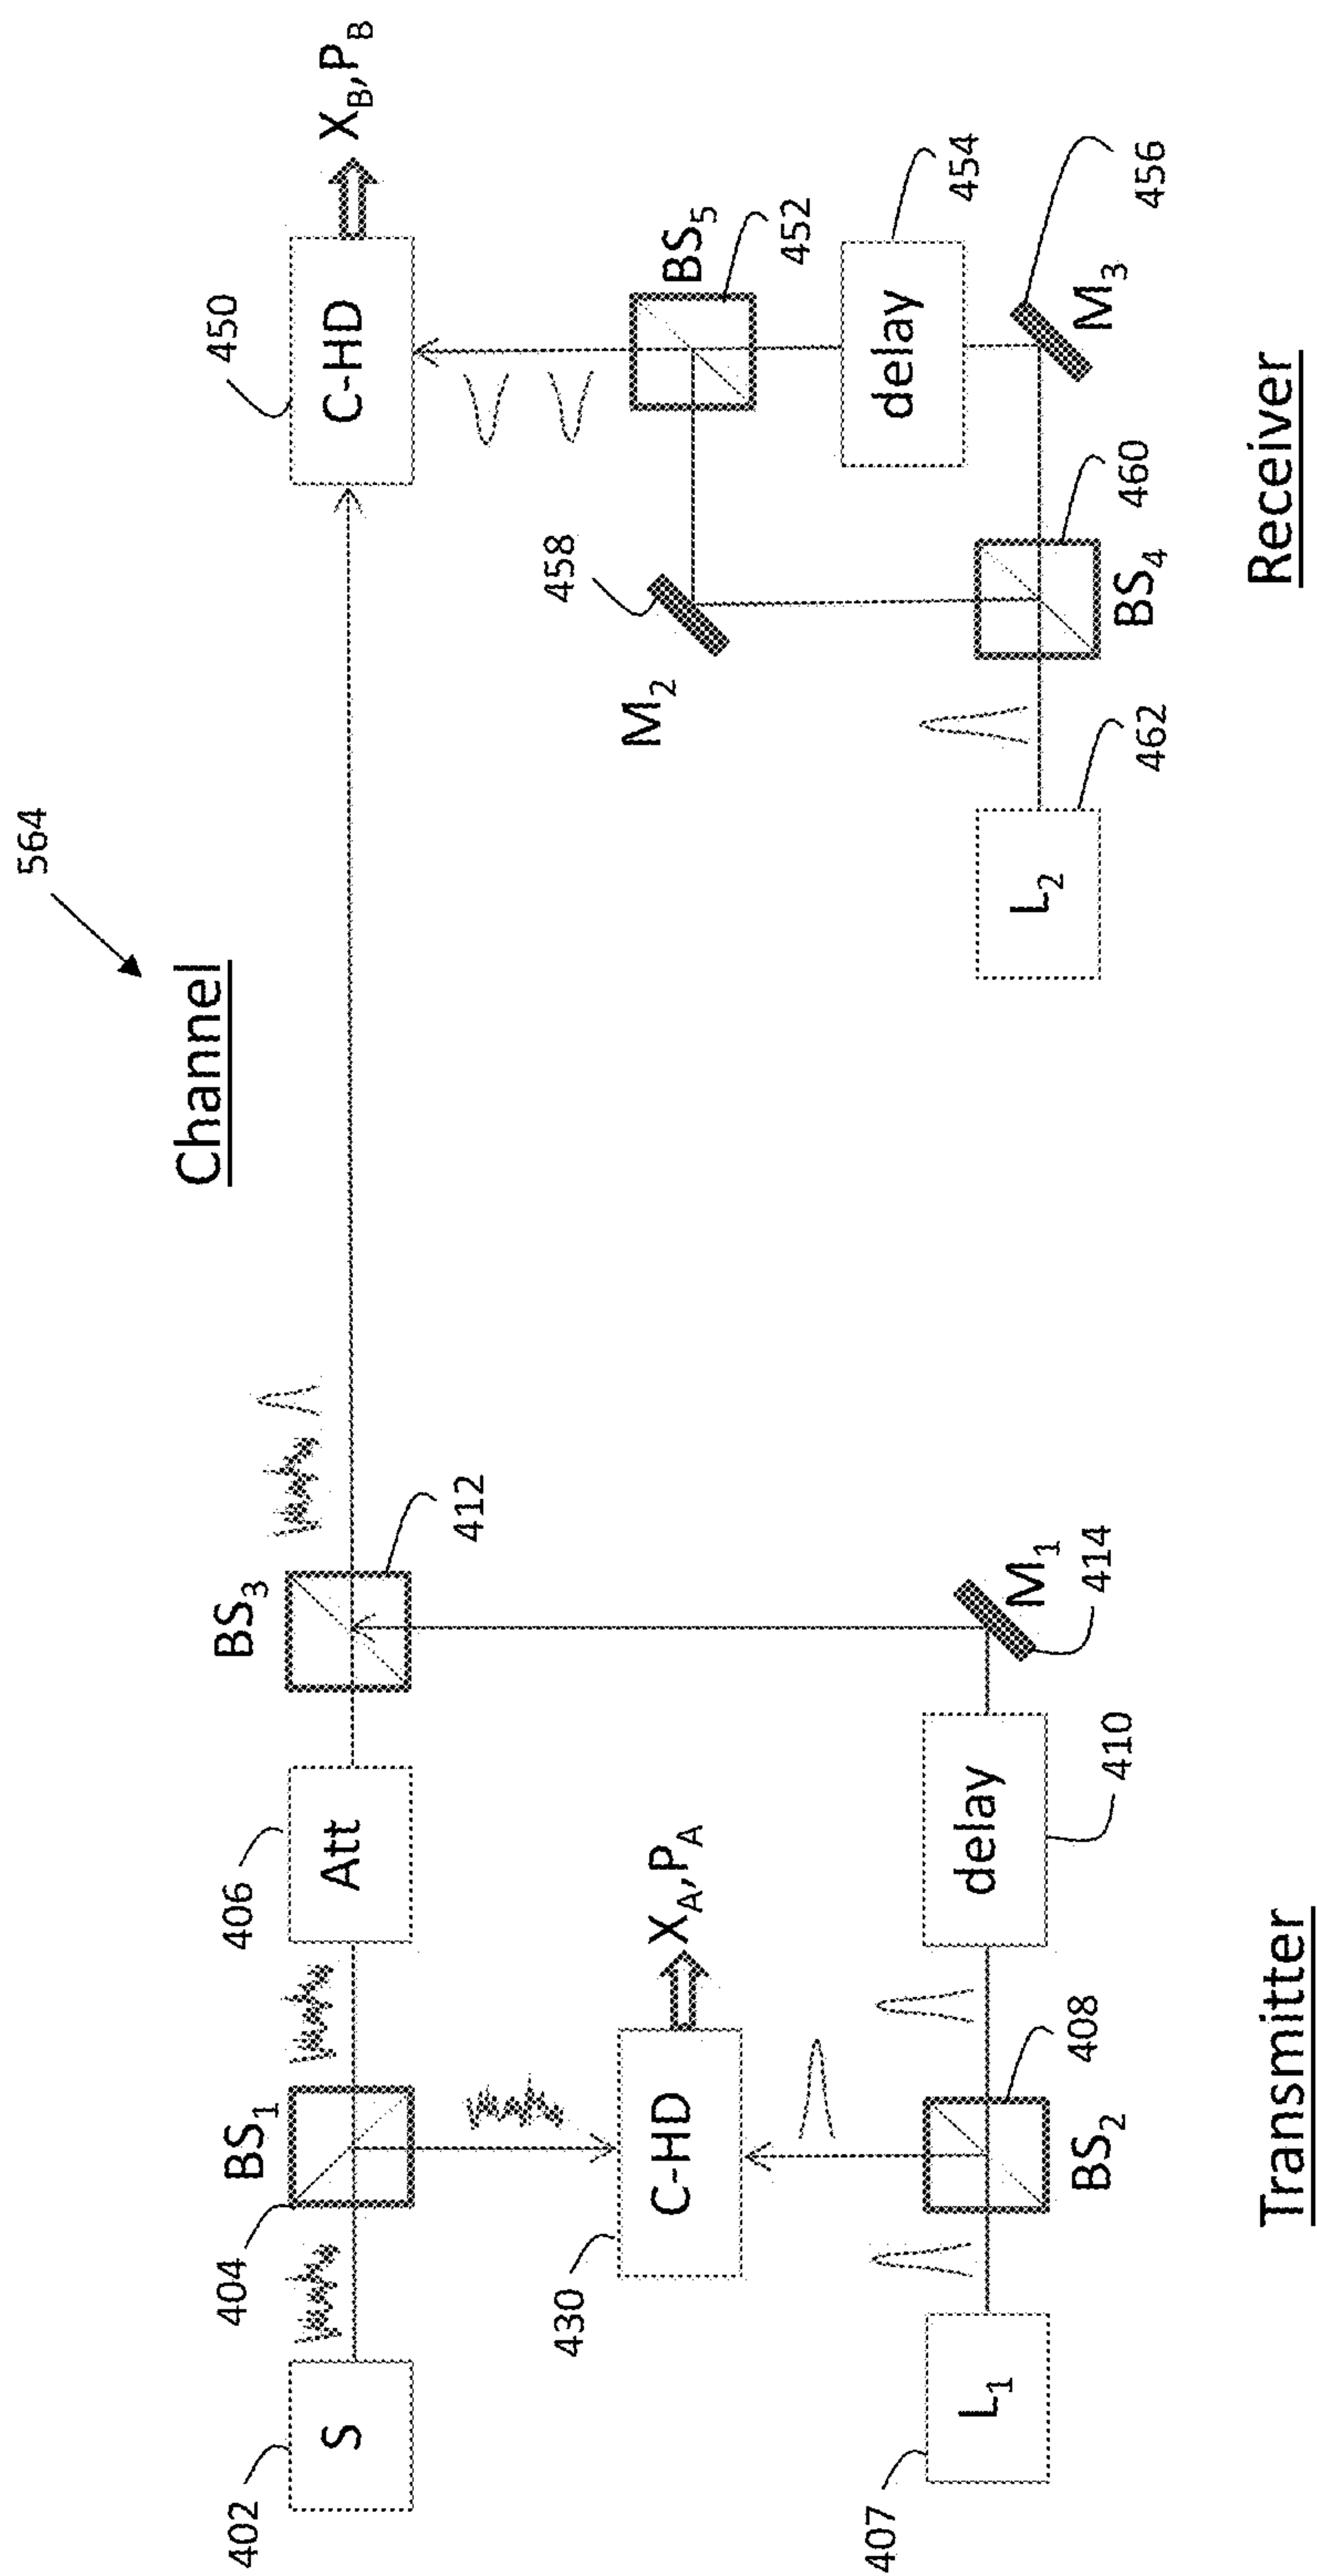 564
Channel
402
S
404
BS1
406
Att
BS3
412
450
C-HD
XB,PB
430
C-HD
XA,PA
407
L1
BS2
408
delay
410
M1
414
M2
458
BS5
452
delay
454
L2
462
BS4
460
M3
456
Transmitter
Receiver